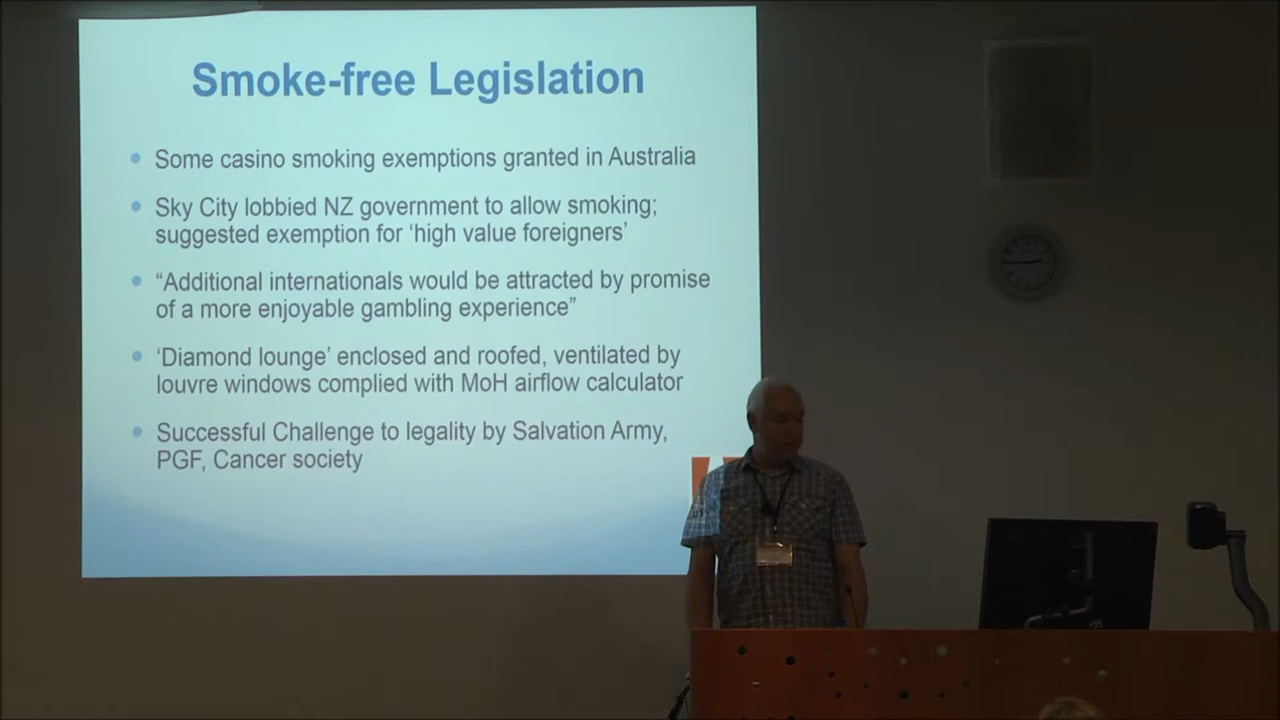 Smoke-free Legislation
Some casino smoking exemptions granted in Australia
Sky City lobbied NZ government to allow smoking;
suggested exemption for ‘high value foreigners’
“Additional internationals would be attracted by promise
of a more enjoyable gambling experience”
‘Diamond lounge’ enclosed and roofed, ventilated by
louvre windows complied with MoH airflow calculator
Successful Challenge to legality by Salvation Army,
PGF, Cancer society